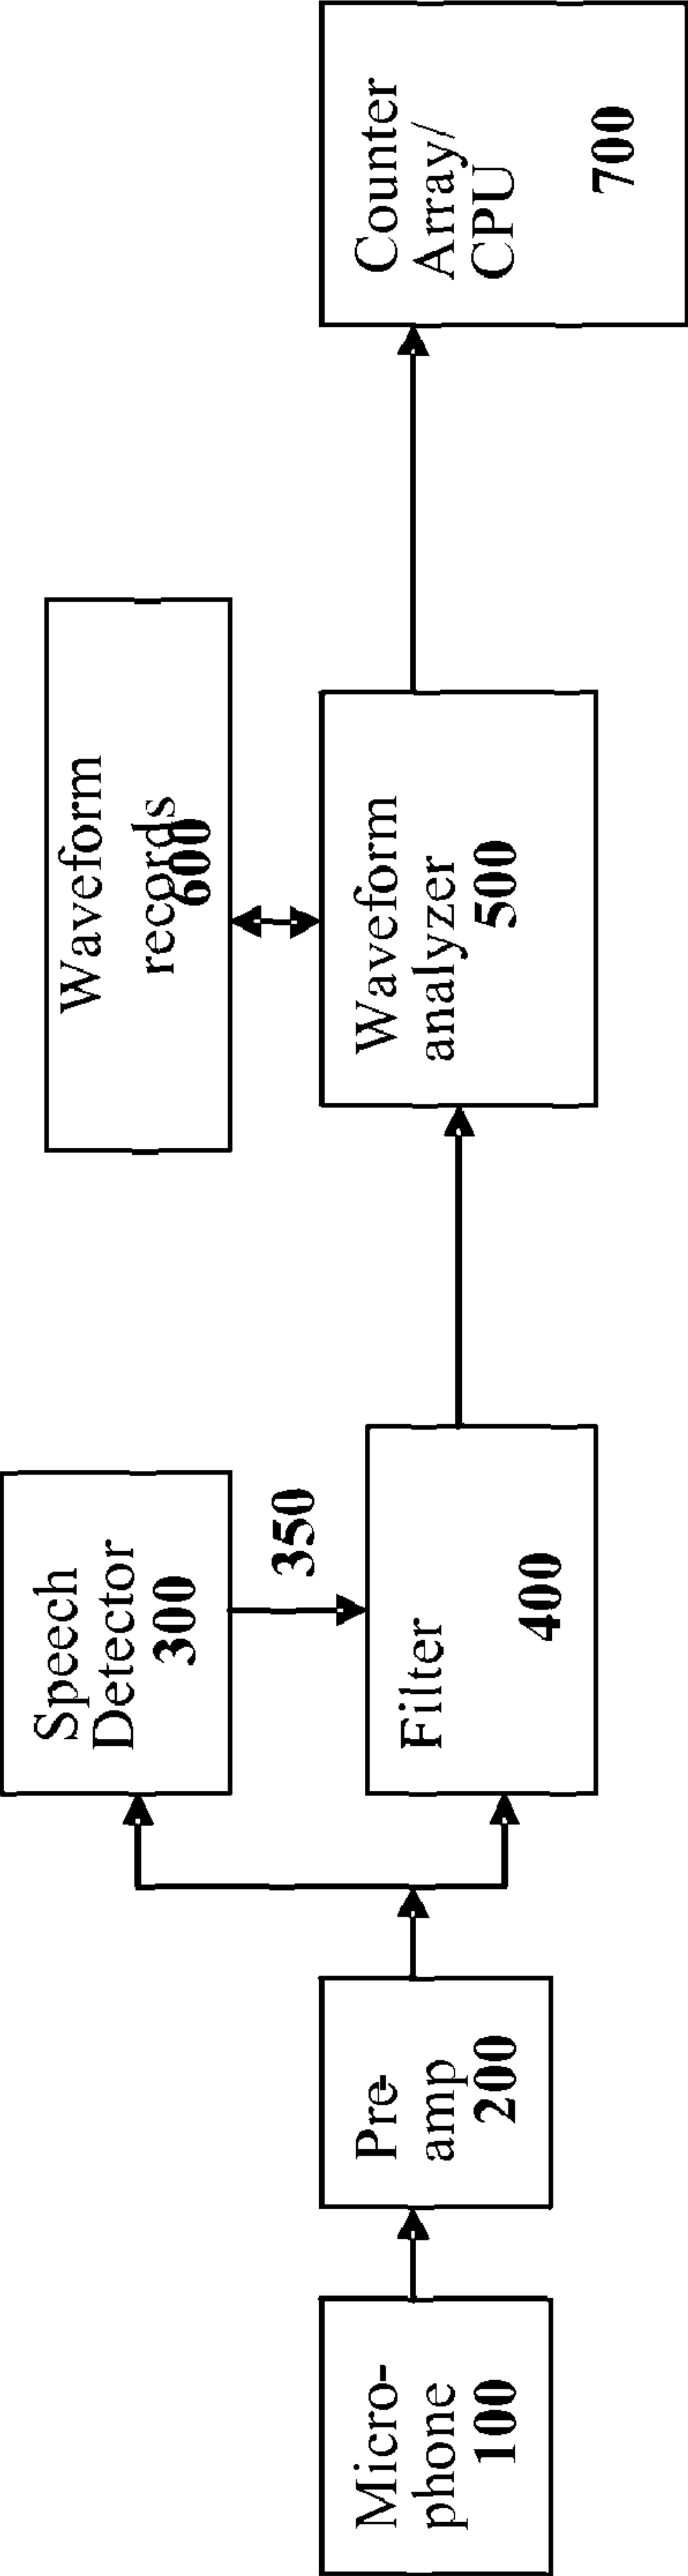 Micro-
phone
100
Pre-
amp
200
Speech
Detector
300
350
Filter
400
Waveform
records
600
Waveform
analyzer
500
Counter
Array/
CPU
700